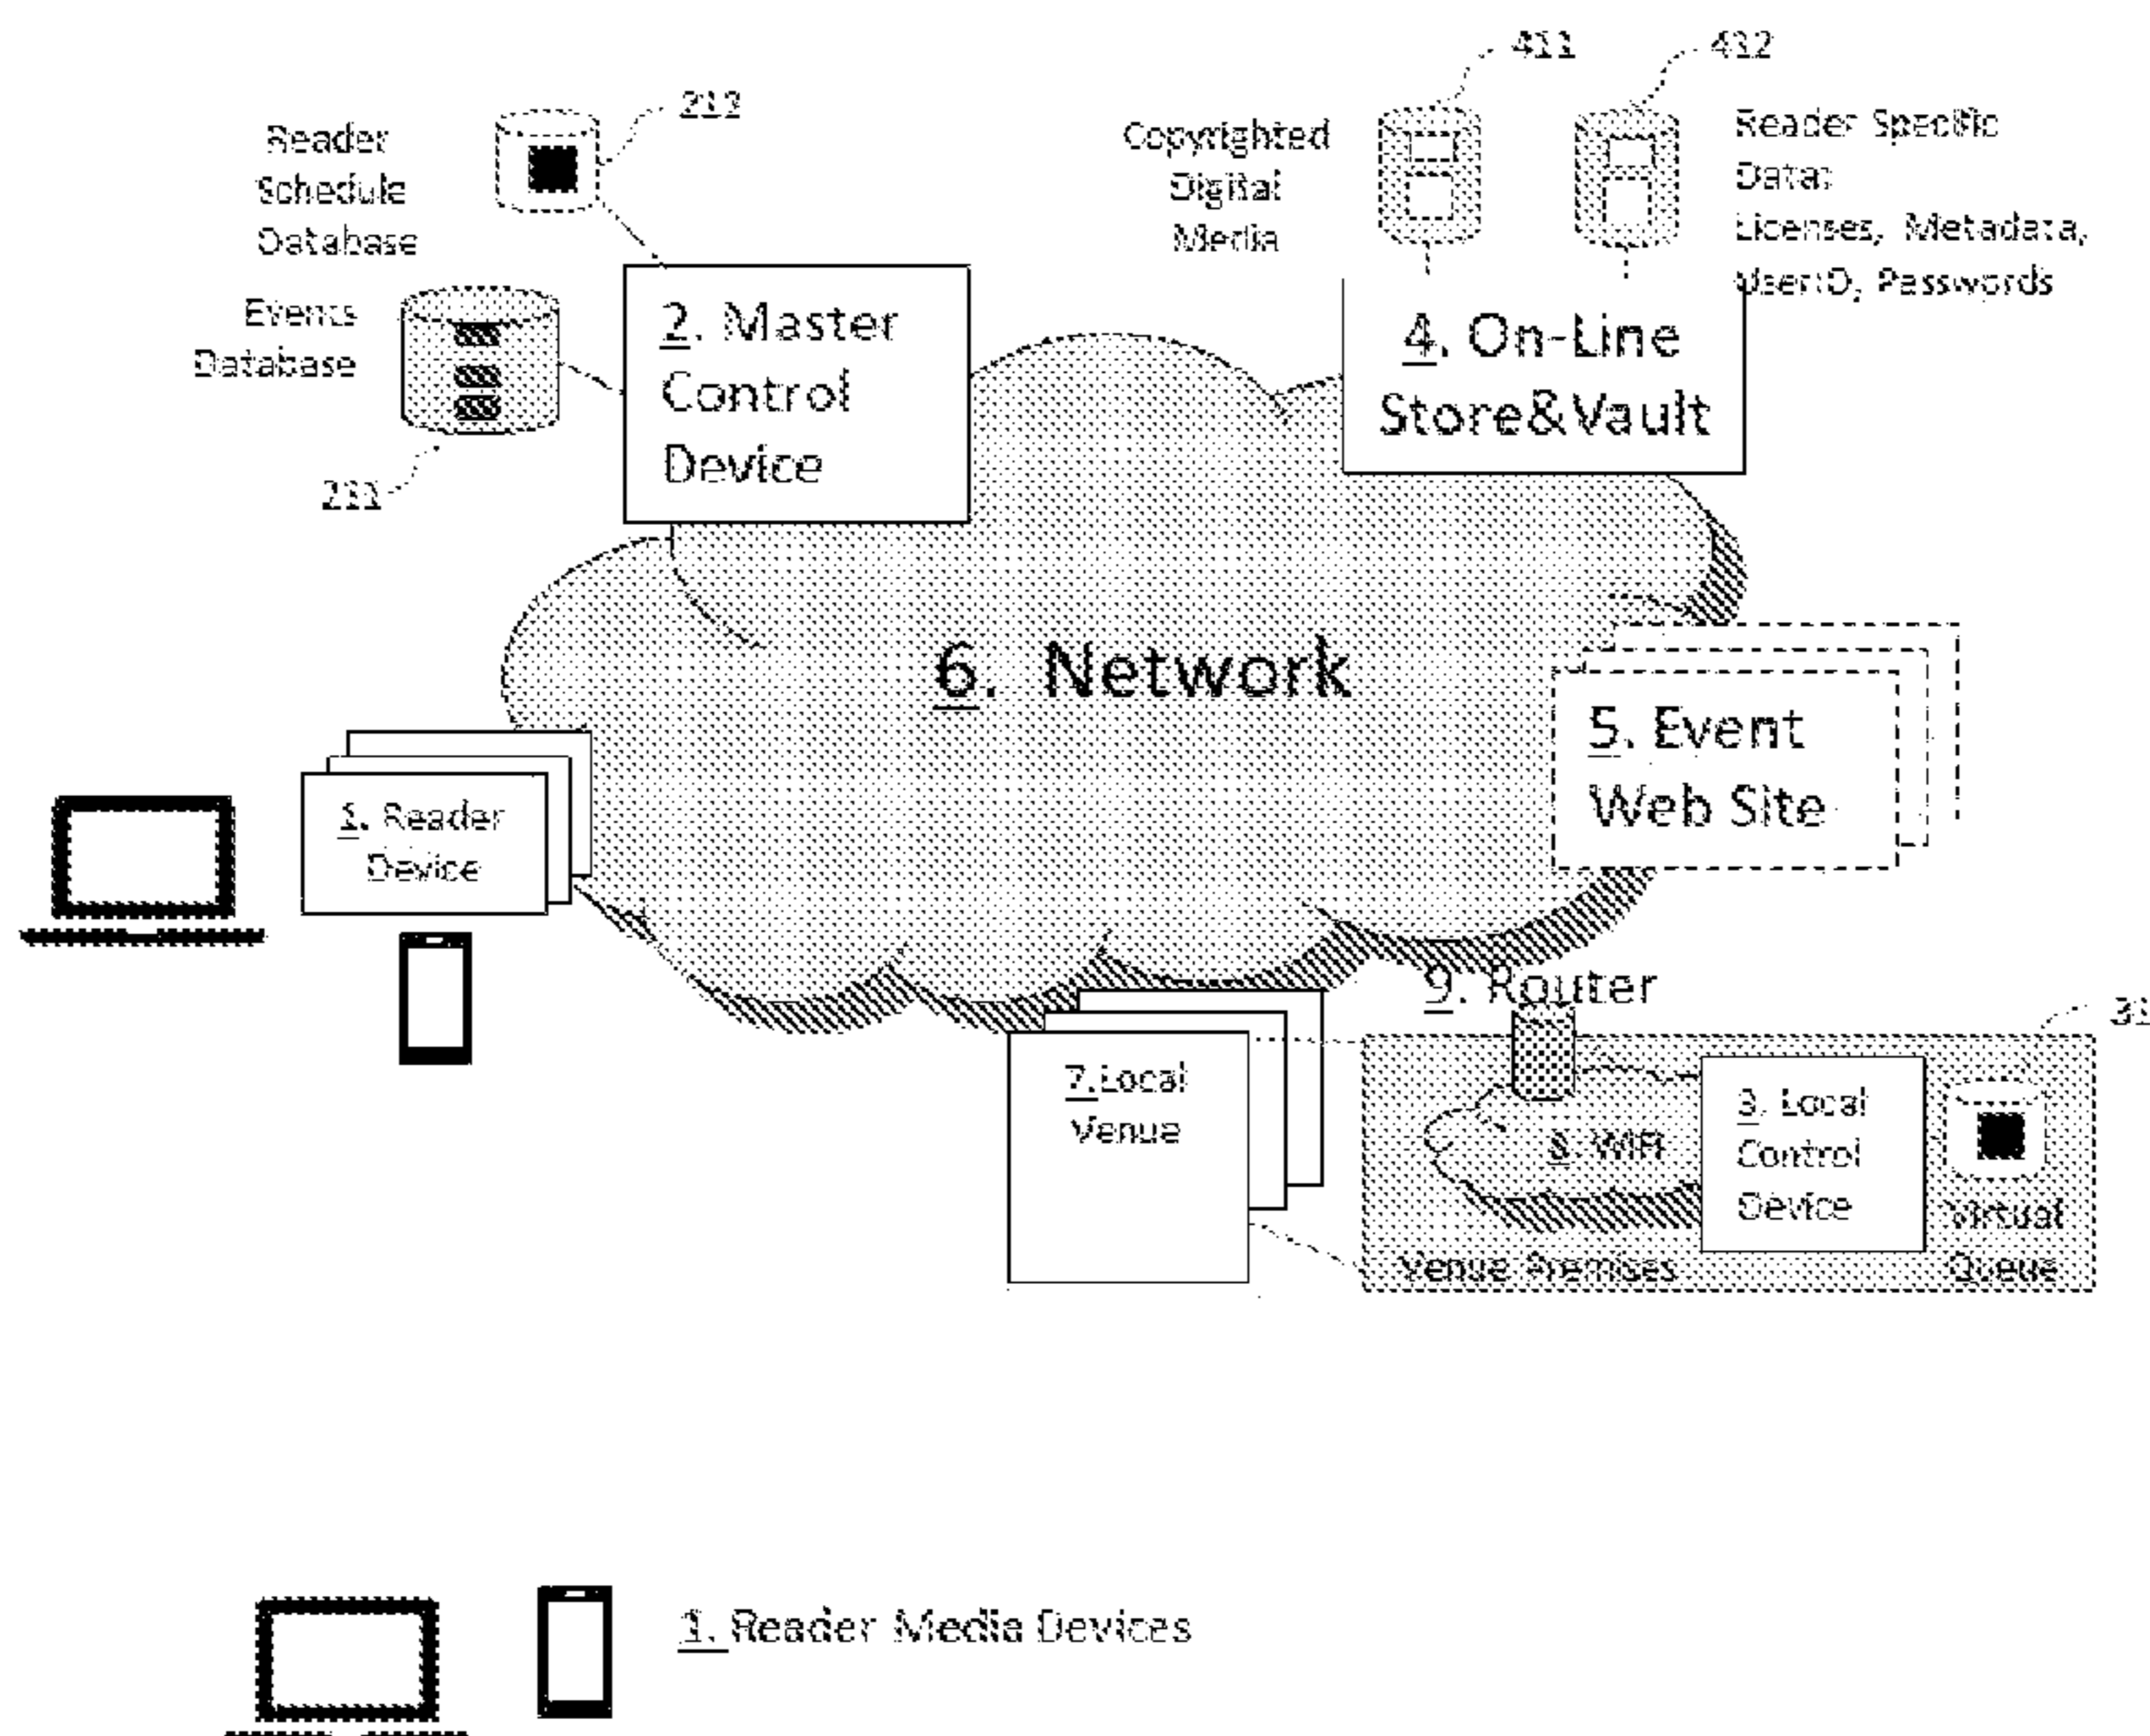 411
412
212
Reader
Schedule
Database
Copyrighted
Digital
Media
Reader Specific
Data:
Licenses, Metadata,
UserID, Passwords
Events
Database
211
2. Master
Control
Device
4. On-Line
Store&Vault
6. Network
5. Event
Web Site
1. Reader
Device
9. Router
31
7.Local
Venue
8. WiFi
3. Local
Control
Device
Virtual
Queue
Venue Premises
1. Reader Media Devices